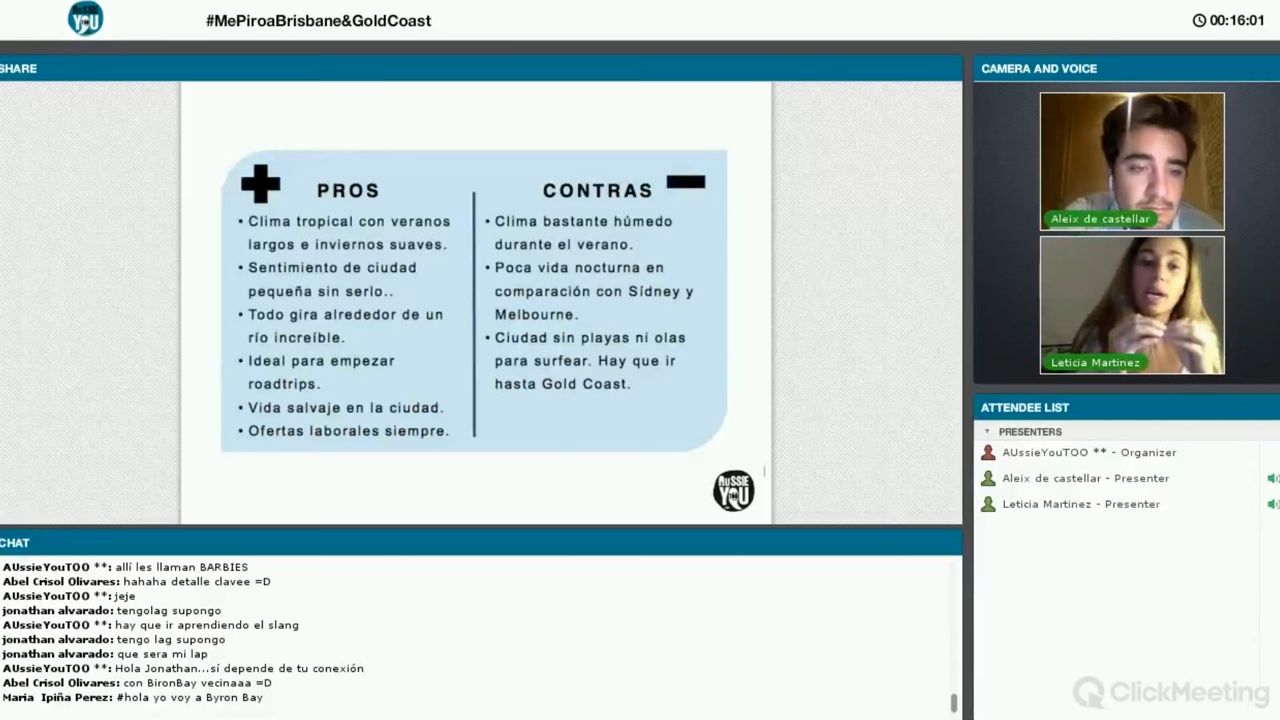 AUSSIE
YOU
#MePiroaBrisbane&GoldCoast
00:16:01
SHARE
PROS
• Clima tropical con veranos
largos e inviernos suaves.
• Sentimiento de ciudad
pequeña sin serlo..
• Todo gira alrededor de un
río increíble.
• Ideal para empezar
roadtrips.
• Vida salvaje en la ciudad.
• Ofertas laborales siempre.
CONTRAS
• Clima bastante húmedo
durante el verano.
• Poca vida nocturna en
comparación con Sídney y
Melbourne.
• Ciudad sin playas ni olas
para surfear. Hay que ir
hasta Gold Coast.
AUSSIE
YOU
CAMERA AND VOICE
Aleix de castellar
Leticia Martinez
ATTENDEE LIST
PRESENTERS
AUssieYouTOO ** - Organizer
Aleix de castellar - Presenter
Leticia Martinez - Presenter
CHAT
AUssieYouTOO **: allí les llaman BARBIES
Abel Crisol Olivares: hahaha detalle clavee =D
AUssieYouTOO **: jeje
jonathan alvarado: tengolag supongo
AUssieYouTOO **: hay que ir aprendiendo el slang
jonathan alvarado: tengo lag supongo
jonathan alvarado: que sera mi lap
AUssieYouTOO **: Hola Jonathan...sí depende de tu conexión
Abel Crisol Olivares: con BironBay vecinaaa =D
Maria Ipiña Perez: #hola yo voy a Byron Bay
ClickMeeting